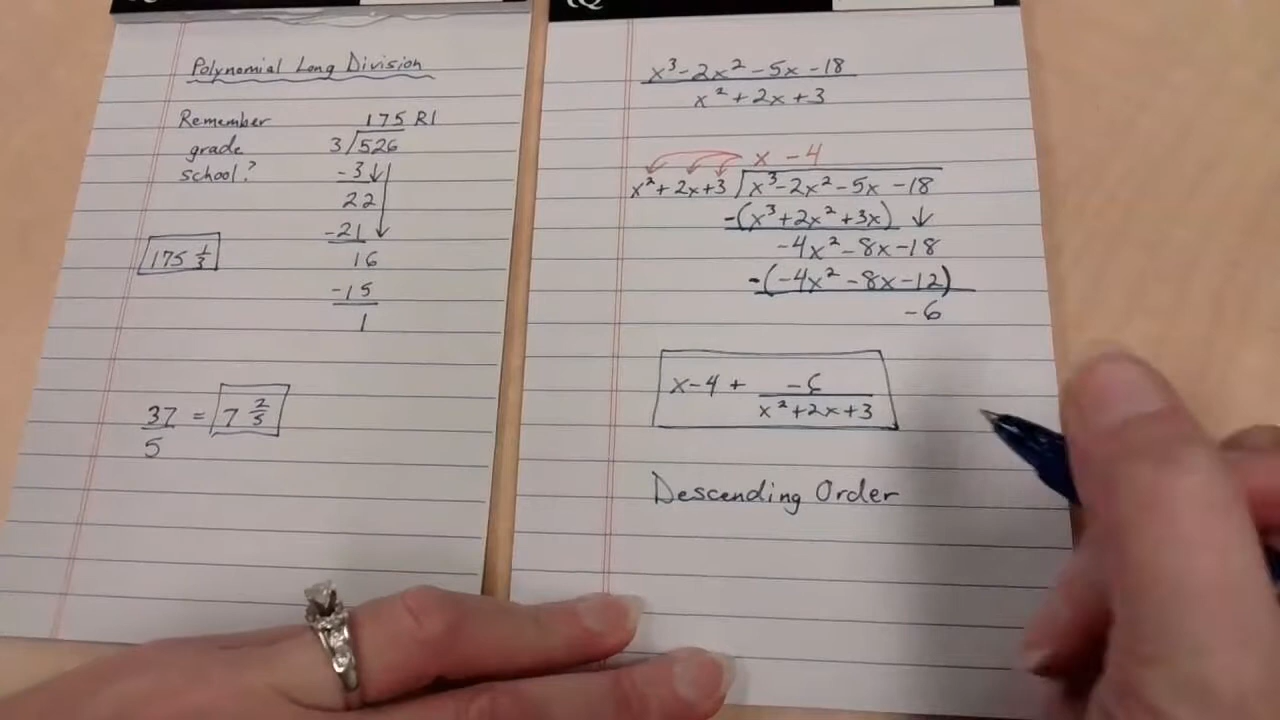 Polynomial Long Division
Remember
grade
school?
175 R1
3/526
-3
22
-21
16
-15
1
175 1/3
37/5 = 7 2/5
x³-2x²-5x-18
x²+2x+3
x -4
x²+2x+3 x³-2x²-5x-18
-(x³+2x²+3x)
-4x²-8x-18
-(-4x²-8x-12)
-6
x-4 + -6
x²+2x+3
Descending Order